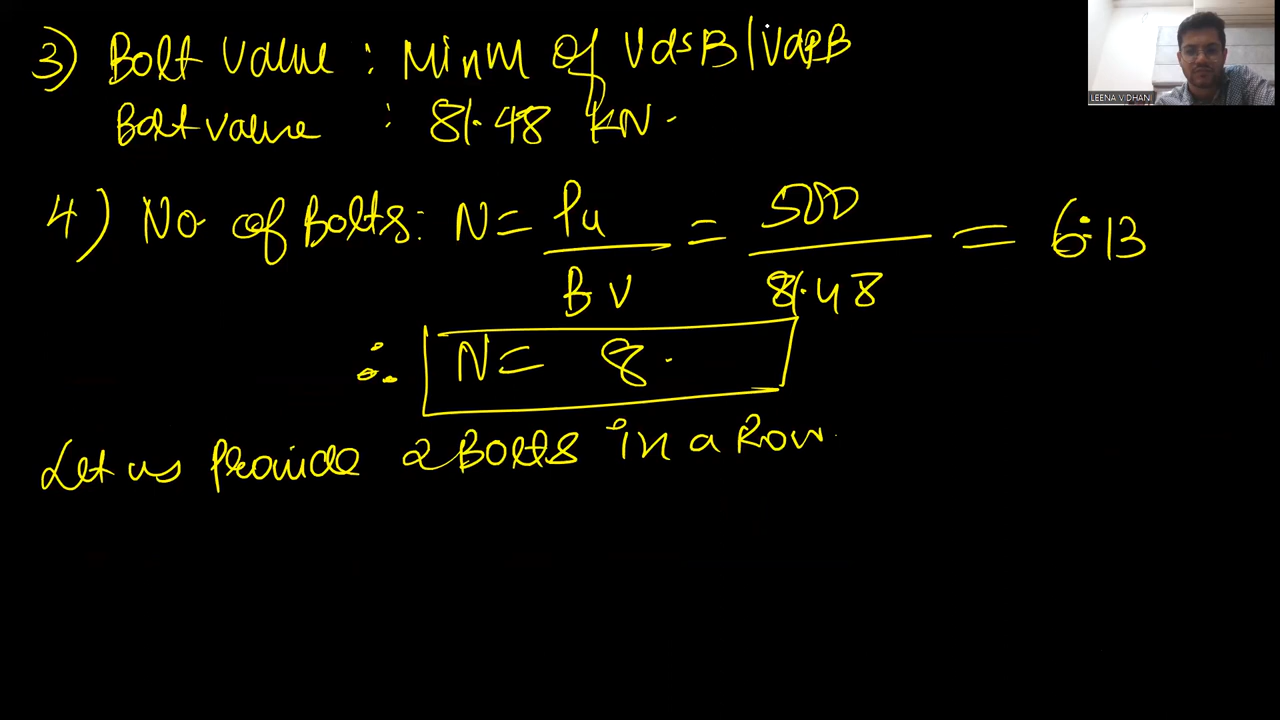 3) Bolt value : Minm of VdsB/VdpB
LEENA VIDHANI
Bolt value : 81.48 kN.
4) No of Bolts: N = Pu / BV = 500 / 81.48 = 6.13
∴ N = 8.
Let us Provide 2 Bolts in a Row.